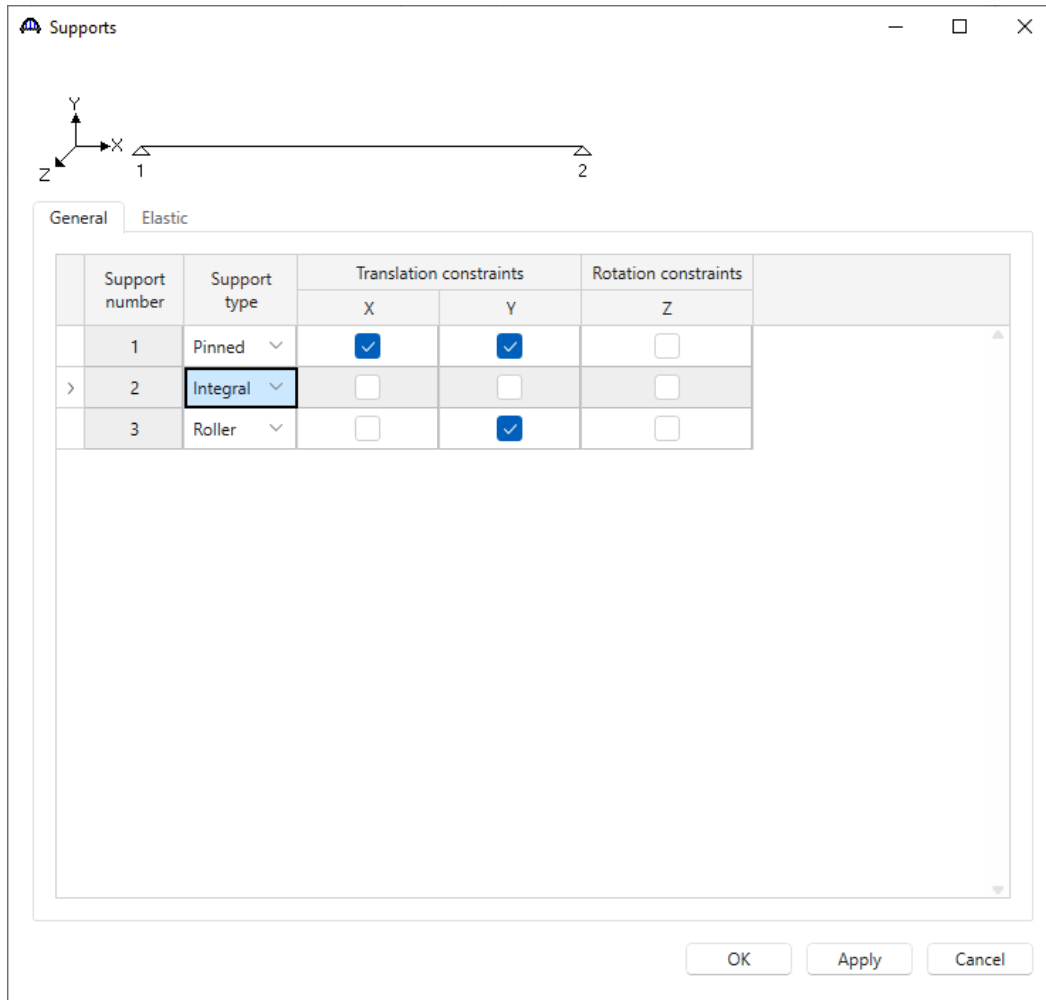 Supports
Y
X
Z
1
2
General Elastic
Support number Support type Translation constraints Rotation constraints
X Y Z
1 Pinned
2 Integral
3 Roller
OK Apply Cancel